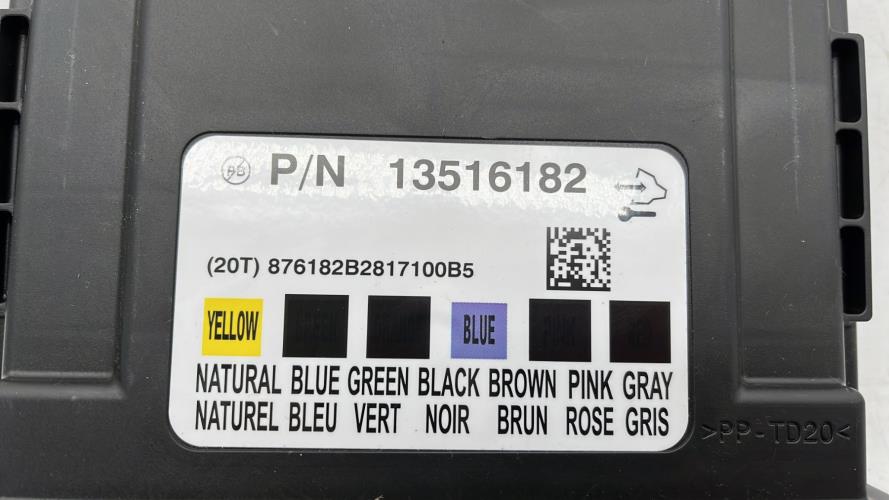 P/N 13516182
(20T) 876182B2817100B5
YELLOW BLUE
NATURAL BLUE GREEN BLACK BROWN PINK GRAY
NATUREL BLEU VERT NOIR BRUN ROSE GRIS
>PP-TD20<